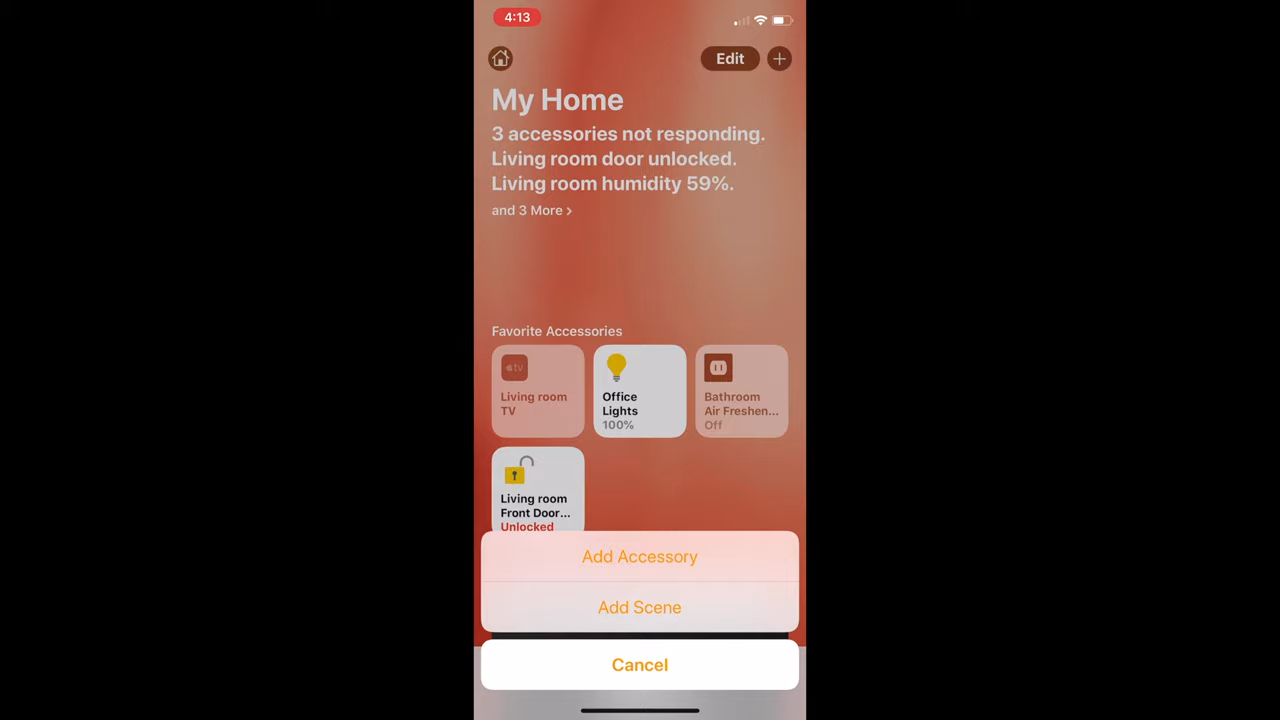 4:13
Edit
My Home
3 accessories not responding.
Living room door unlocked.
Living room humidity 59%.
and 3 More >
Favorite Accessories
tv
Living room
TV
Office
Lights
100%
Bathroom
Air Freshen...
Off
Living room
Front Door...
Unlocked
Add Accessory
Add Scene
Cancel